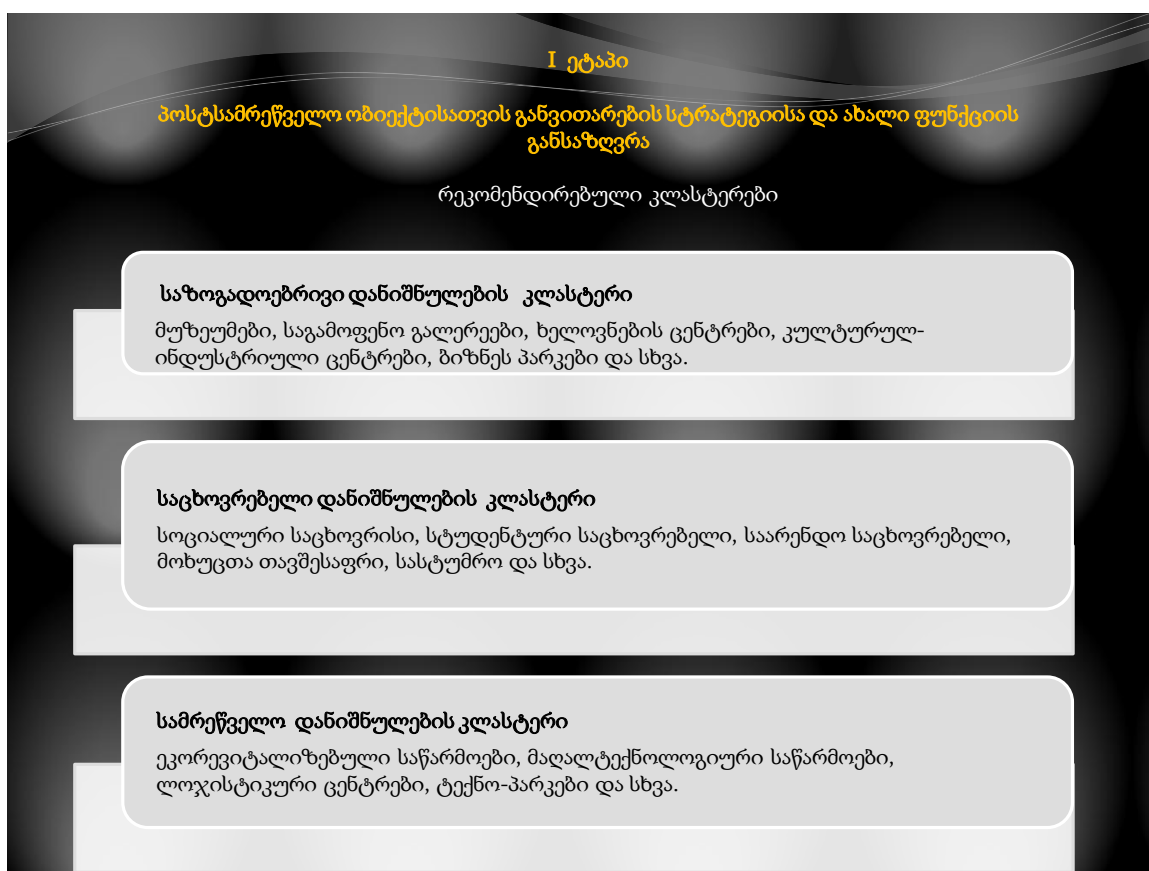 I ეტაპი
პოსტსამრეწველო ობიექტისათვის განვითარების სტრატეგიისა და ახალი ფუნქციის
განსაზღვრა
რეკომენდირებული კლასტერები
საზოგადოებრივი დანიშნულების კლასტერი
მუზეუმები, საგამოფენო გალერეები, ხელოვნების ცენტრები, კულტურულ-
ინდუსტრიული ცენტრები, ბიზნეს პარკები და სხვა.
საცხოვრებელი დანიშნულების კლასტერი
სოციალური საცხოვრისი, სტუდენტური საცხოვრებელი, საარენდო საცხოვრებელი,
მოხუცთა თავშესაფრი, სასტუმრო და სხვა.
სამრეწველო დანიშნულების კლასტერი
ეკორევიტალიზებული საწარმოები, მაღალტექნოლოგიური საწარმოები,
ლოჯისტიკური ცენტრები, ტექნო-პარკები და სხვა.